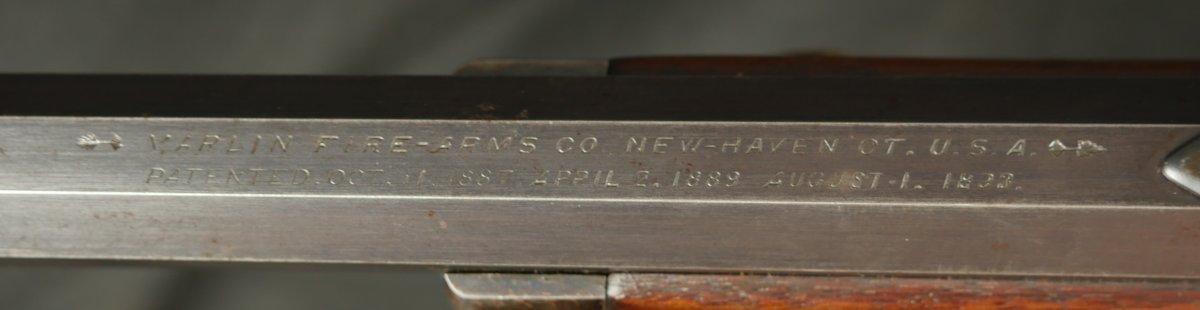 MARLIN FIRE-ARMS CO. NEW-HAVEN CT. U.S.A.
PATENTED.OCT. 11. 1887 APRIL 2. 1889 AUGUST-1. 1893.